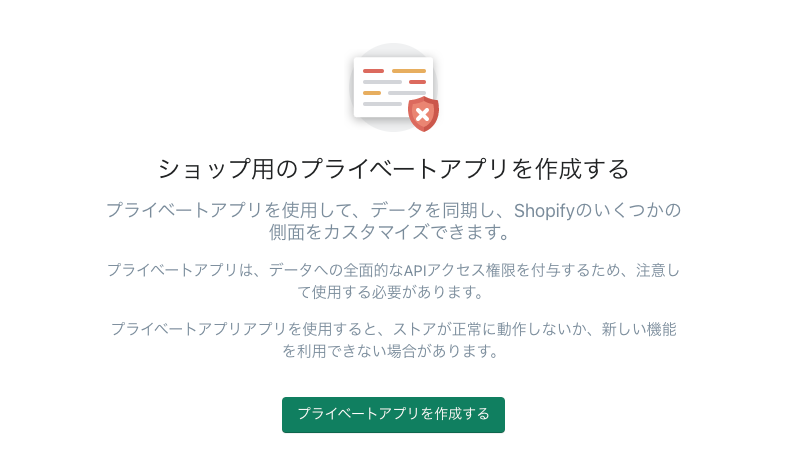 ショップ用のプライベートアプリを作成する
プライベートアプリを使用して、データを同期し、Shopifyのいくつかの
側面をカスタマイズできます。
プライベートアプリは、データへの全面的なAPIアクセス権限を付与するため、注意し
て使用する必要があります。
プライベートアプリアプリを使用すると、ストアが正常に動作しないか、新しい機能
を利用できない場合があります。
プライベートアプリを作成する